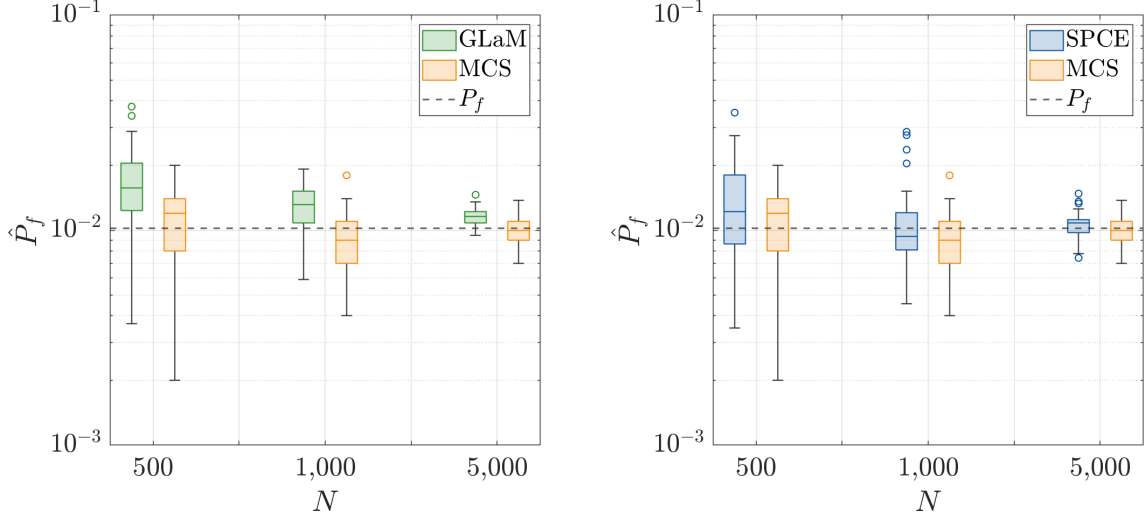 10⁻¹
10⁻²
10⁻³
P̂_f
GLaM
MCS
P_f
500
1,000
5,000
N
10⁻¹
10⁻²
10⁻³
P̂_f
SPCE
MCS
P_f
500
1,000
5,000
N